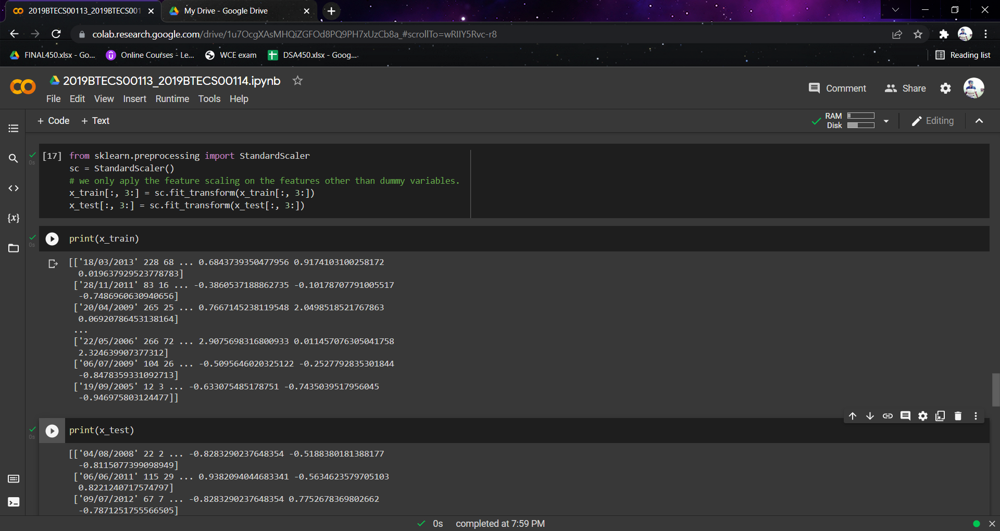 2019BTECS00113_2019BTECS001
My Drive - Google Drive
colab.research.google.com/drive/1u7OcgXAsMHQiZGFOd8PQ9PH7xUzCb8a_#scrollTo=wRIIY5Rvc-r8
FINAL450.xlsx - Go...
Online Courses - Le...
WCE exam
DSA450.xlsx - Goog...
Reading list
2019BTECS00113_2019BTECS00114.ipynb
Comment
Share
File Edit View Insert Runtime Tools Help
+ Code + Text
RAM
Disk
Editing
[17] from sklearn.preprocessing import StandardScaler
0s
sc = StandardScaler()
# we only aply the feature scaling on the features other than dummy variables.
x_train[:, 3:] = sc.fit_transform(x_train[:, 3:])
x_test[:, 3:] = sc.fit_transform(x_test[:, 3:])
{x}
print(x_train)
0s
[['18/03/2013' 228 68 ... 0.6843739350477956 0.9174103100258172
0.019637929523778783]
['28/11/2011' 83 16 ... -0.3860537188862735 -0.10178707791005517
-0.7486960630940656]
['20/04/2009' 265 25 ... 0.7667145238119548 2.0498518521767863
0.06920786453138164]
...
['22/05/2006' 266 72 ... 2.9075698316800933 0.011457076305041758
2.324639907377312]
['06/07/2009' 104 26 ... -0.5095646020325122 -0.2527792835301844
-0.8478359331092713]
['19/09/2005' 12 3 ... -0.633075485178751 -0.7435039517956045
-0.946975803124477]]
print(x_test)
0s
[['04/08/2008' 22 2 ... -0.8283290237648354 -0.5188380181388177
-0.8115077399098949]
['06/06/2011' 115 29 ... 0.9382094044683341 -0.5634623579705103
0.8221240717574797]
['09/07/2012' 67 7 ... -0.8283290237648354 0.7752678369802662
-0.7871251755566505]
0s completed at 7:59 PM